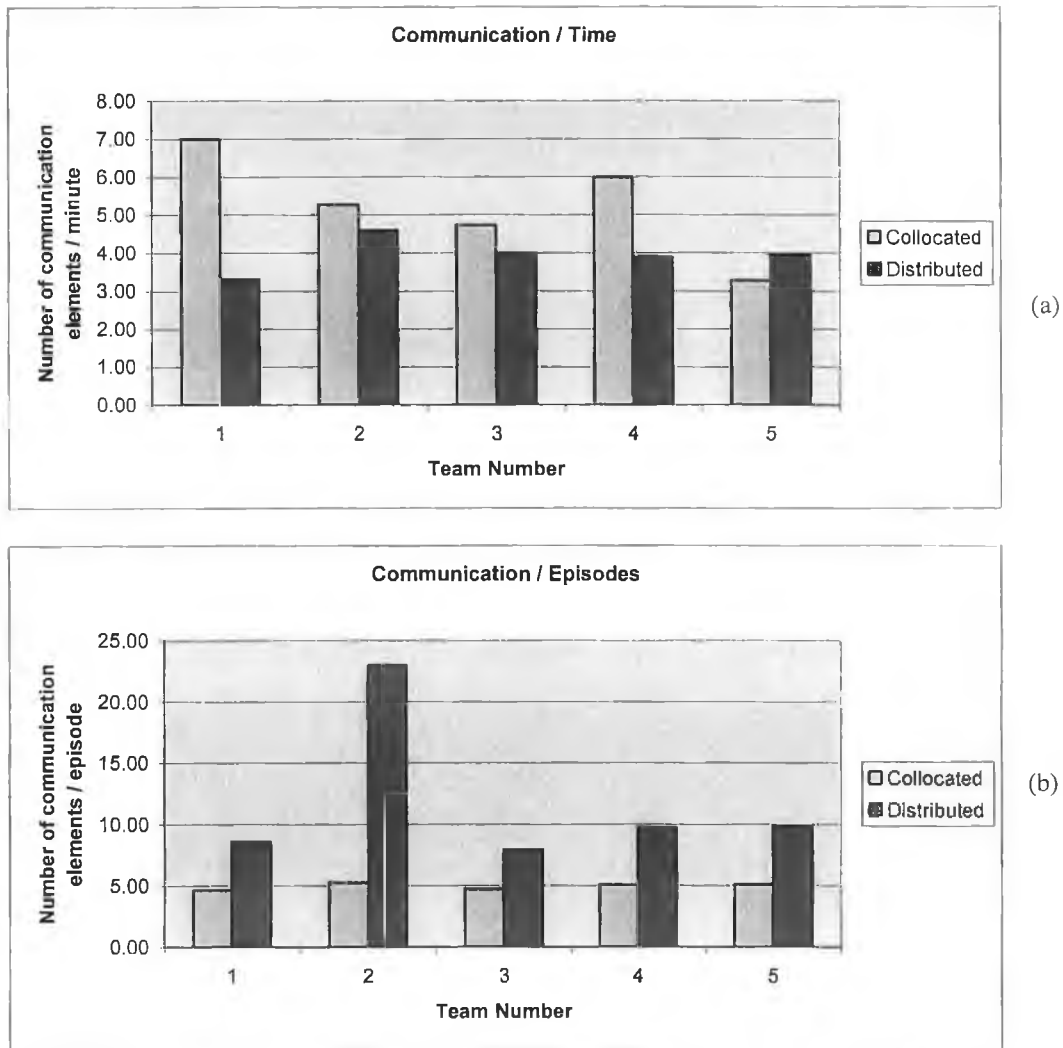 Communication / Time
Number of communication
elements / minute
8.00
7.00
6.00
5.00
4.00
3.00
2.00
1.00
0.00
1 2 3 4 5
Team Number
Collocated
Distributed
(a)
Communication / Episodes
Number of communication
elements / episode
25.00
20.00
15.00
10.00
5.00
0.00
1 2 3 4 5
Team Number
Collocated
Distributed
(b)